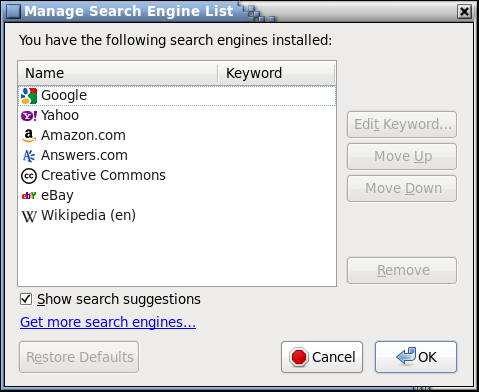 Manage Search Engine List
You have the following search engines installed:
Name Keyword
Google
Yahoo
Amazon.com
Answers.com
Creative Commons
eBay
Wikipedia (en)
Edit Keyword...
Move Up
Move Down
Remove
Show search suggestions
Get more search engines...
Restore Defaults Cancel OK